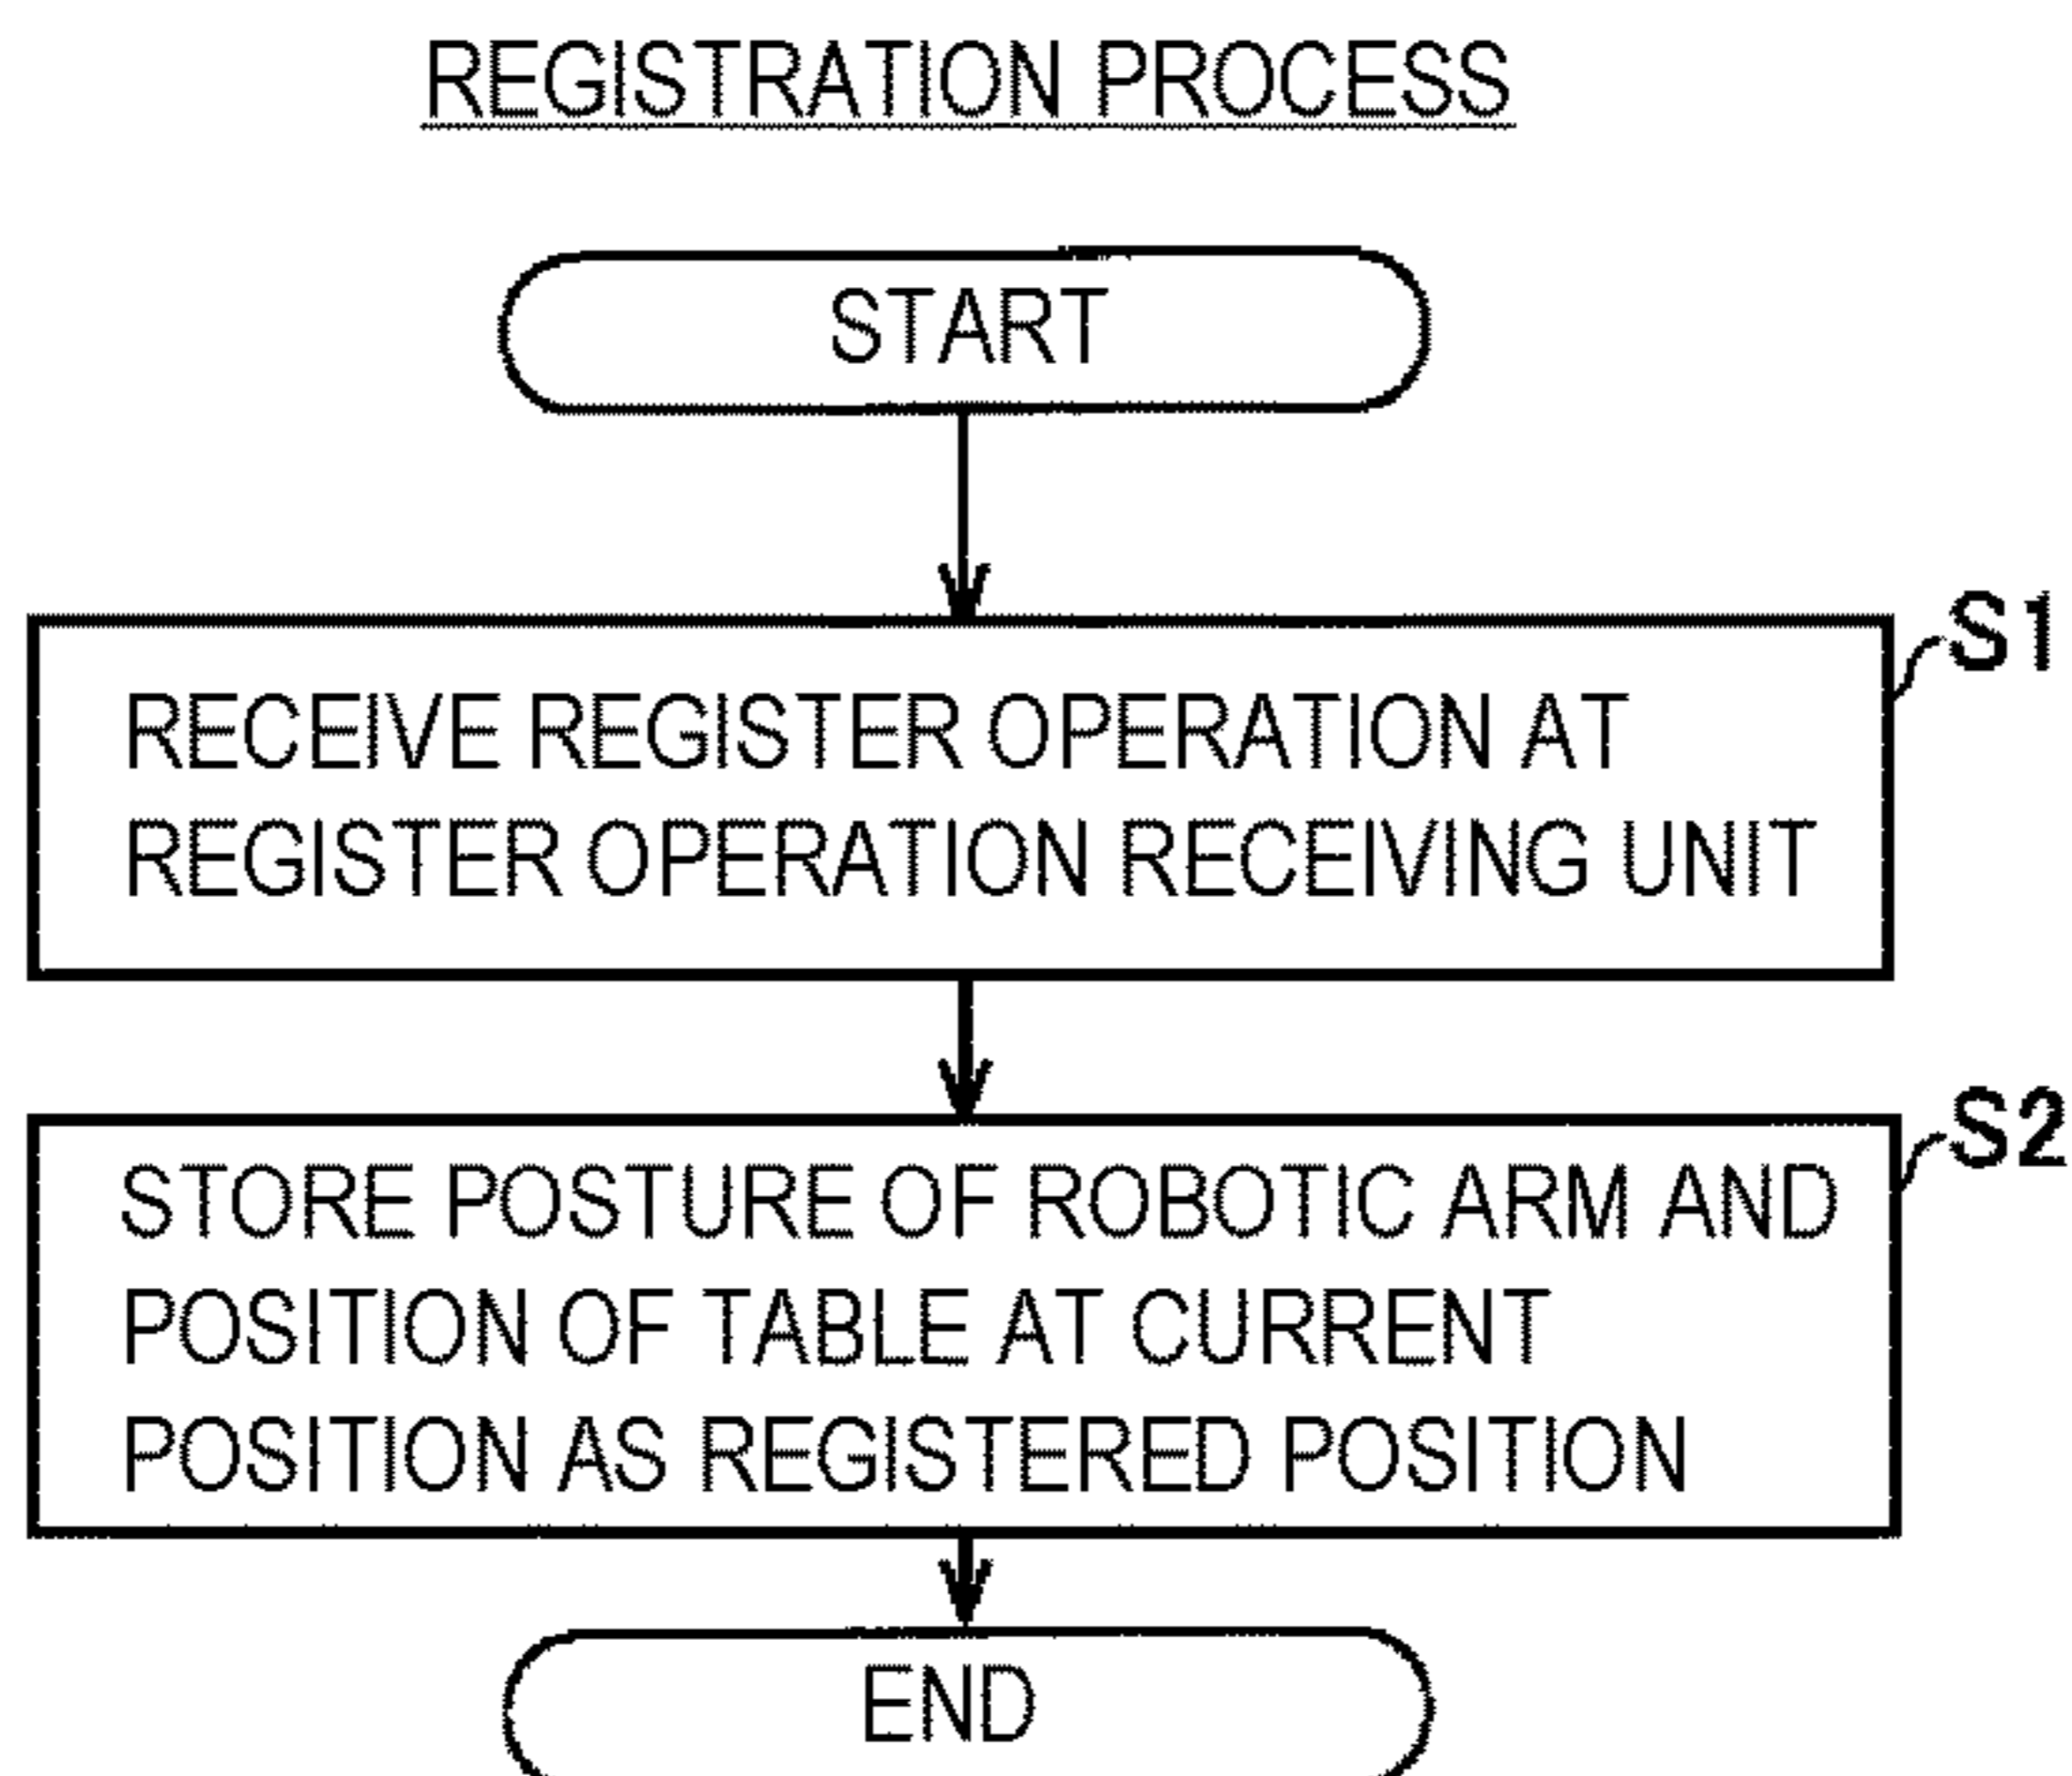 REGISTRATION PROCESS
START
S1
RECEIVE REGISTER OPERATION AT
REGISTER OPERATION RECEIVING UNIT
S2
STORE POSTURE OF ROBOTIC ARM AND
POSITION OF TABLE AT CURRENT
POSITION AS REGISTERED POSITION
END